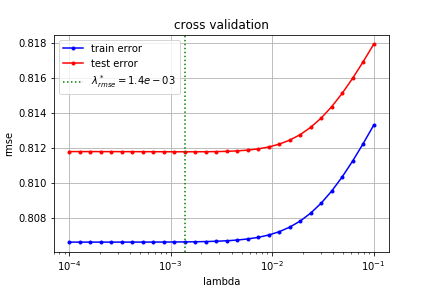 cross validation
train error
test error
λ*rmse = 1.4e − 03
rmse
0.818
0.816
0.814
0.812
0.810
0.808
10⁻⁴
10⁻³
10⁻²
10⁻¹
lambda